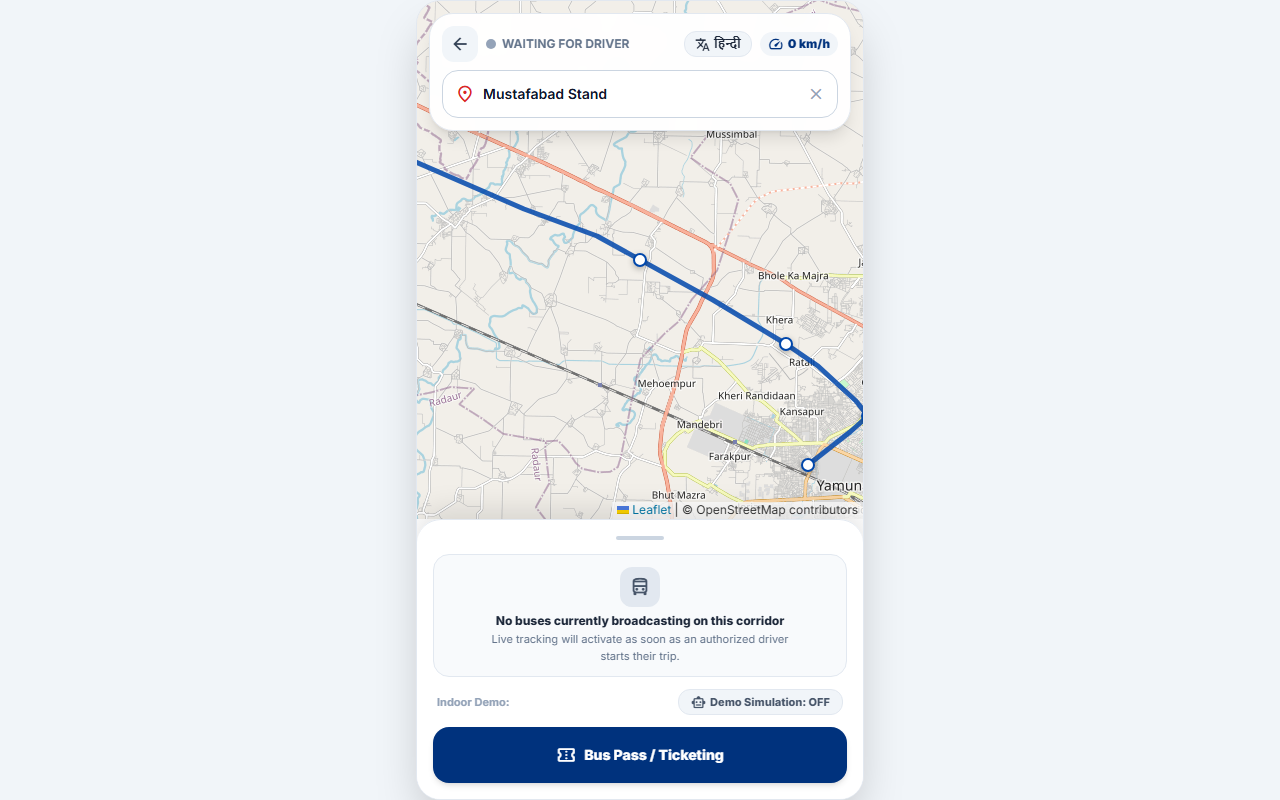 WAITING FOR DRIVER
हिन्दी
0 km/h
Mustafabad Stand
Mussimbal
Bhole Ka Majra
Khera
Mehoempur
Radaur
Kheri Randidaan
Kansapur
Mandebri
Farakpur
Radaur
Yamun
Bhut Mazra
Leaflet | © OpenStreetMap contributors
No buses currently broadcasting on this corridor
Live tracking will activate as soon as an authorized driver
starts their trip.
Indoor Demo:
Demo Simulation: OFF
Bus Pass / Ticketing